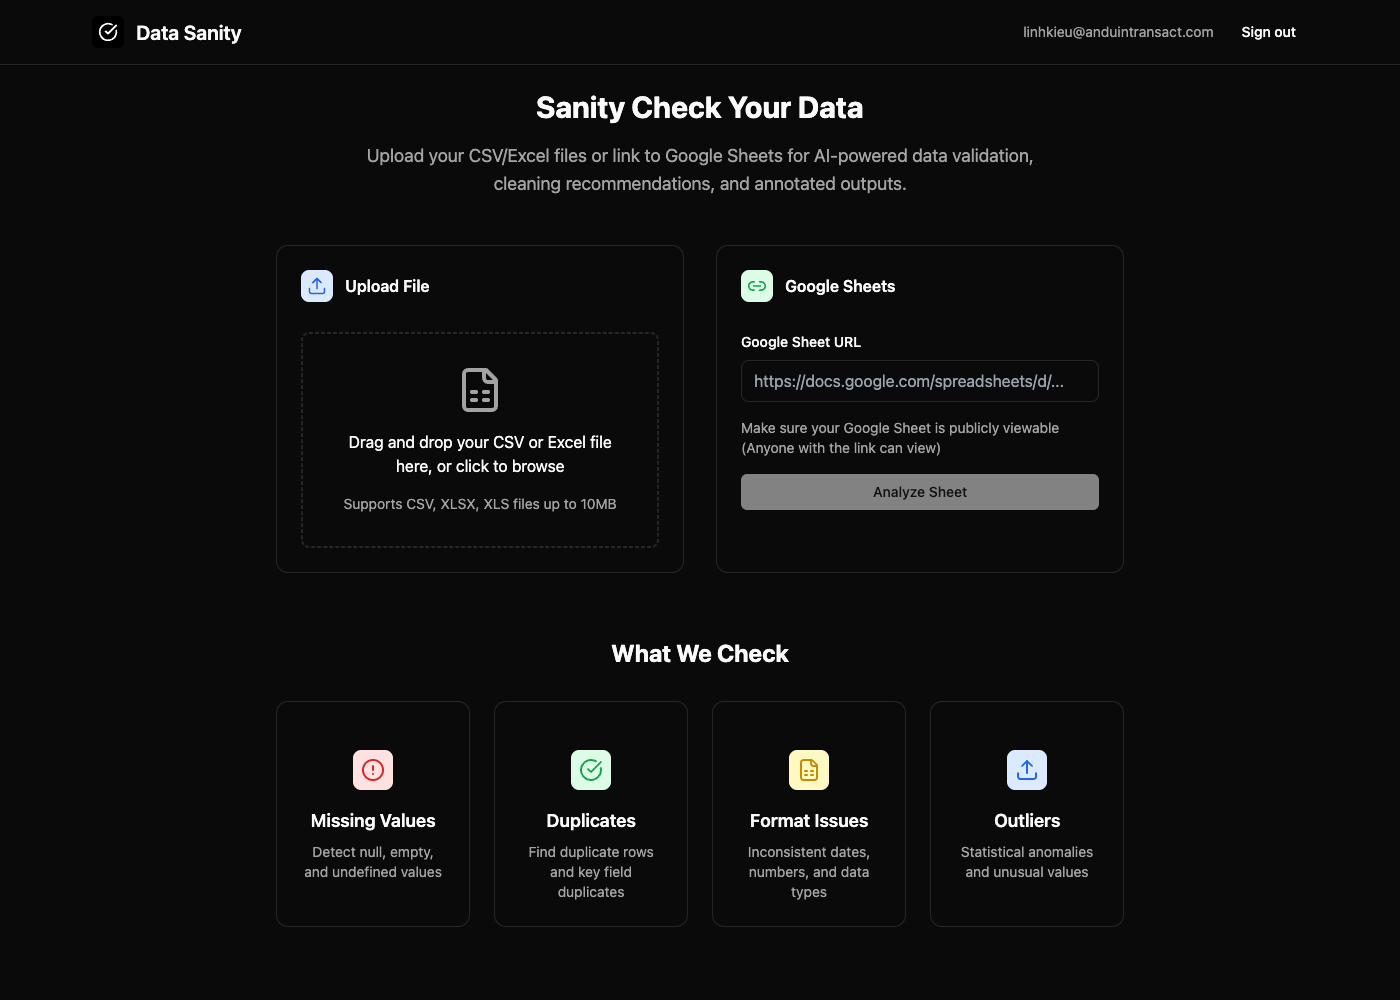 Data Sanity
linhkieu@anduintransact.com
Sign out
Sanity Check Your Data
Upload your CSV/Excel files or link to Google Sheets for AI-powered data validation,
cleaning recommendations, and annotated outputs.
Upload File
Drag and drop your CSV or Excel file
here, or click to browse
Supports CSV, XLSX, XLS files up to 10MB
Google Sheets
Google Sheet URL
https://docs.google.com/spreadsheets/d/...
Make sure your Google Sheet is publicly viewable
(Anyone with the link can view)
Analyze Sheet
What We Check
Missing Values
Detect null, empty,
and undefined values
Duplicates
Find duplicate rows
and key field
duplicates
Format Issues
Inconsistent dates,
numbers, and data
types
Outliers
Statistical anomalies
and unusual values